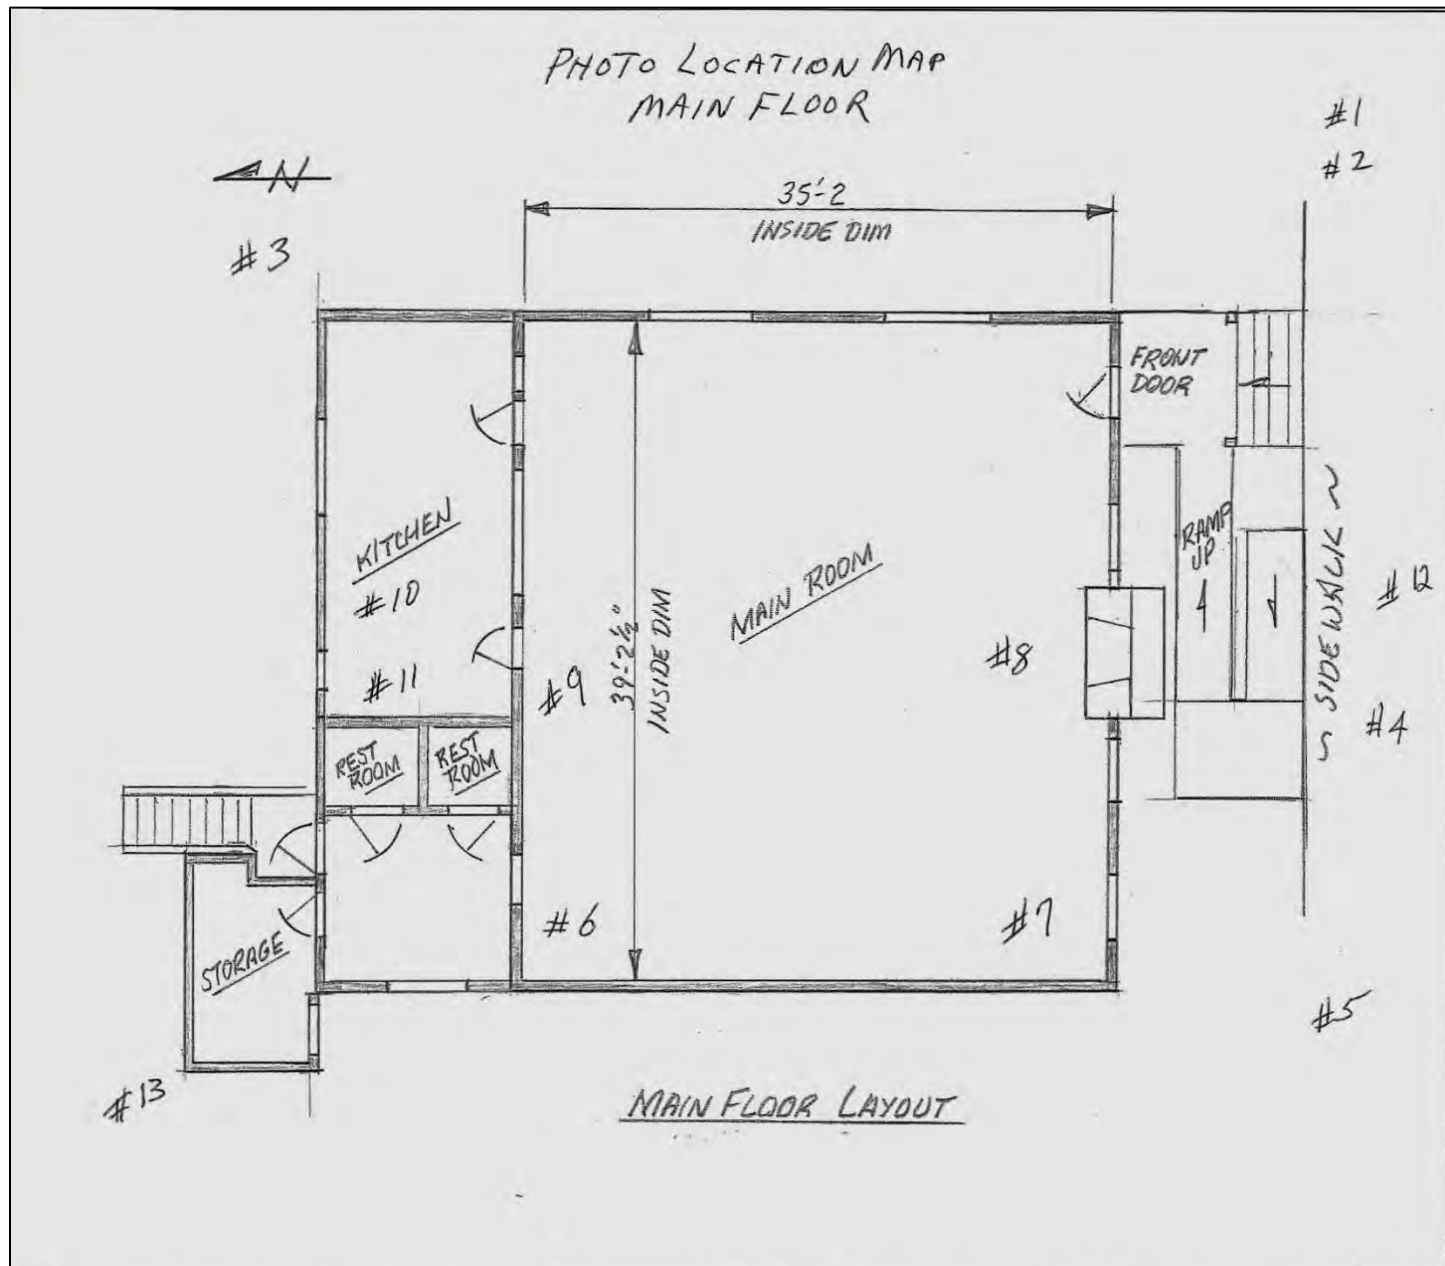 PHOTO LOCATION MAP
MAIN FLOOR
#1
#2
N
35'-2
INSIDE DIM
#3
FRONT
DOOR
KITCHEN
#10
#11
39'-2½"
INSIDE DIM
MAIN ROOM
RAMP
UP
SIDEWALK
#12
#8
#9
#4
REST
ROOM
REST
ROOM
#6
#7
STORAGE
#5
#13
MAIN FLOOR LAYOUT